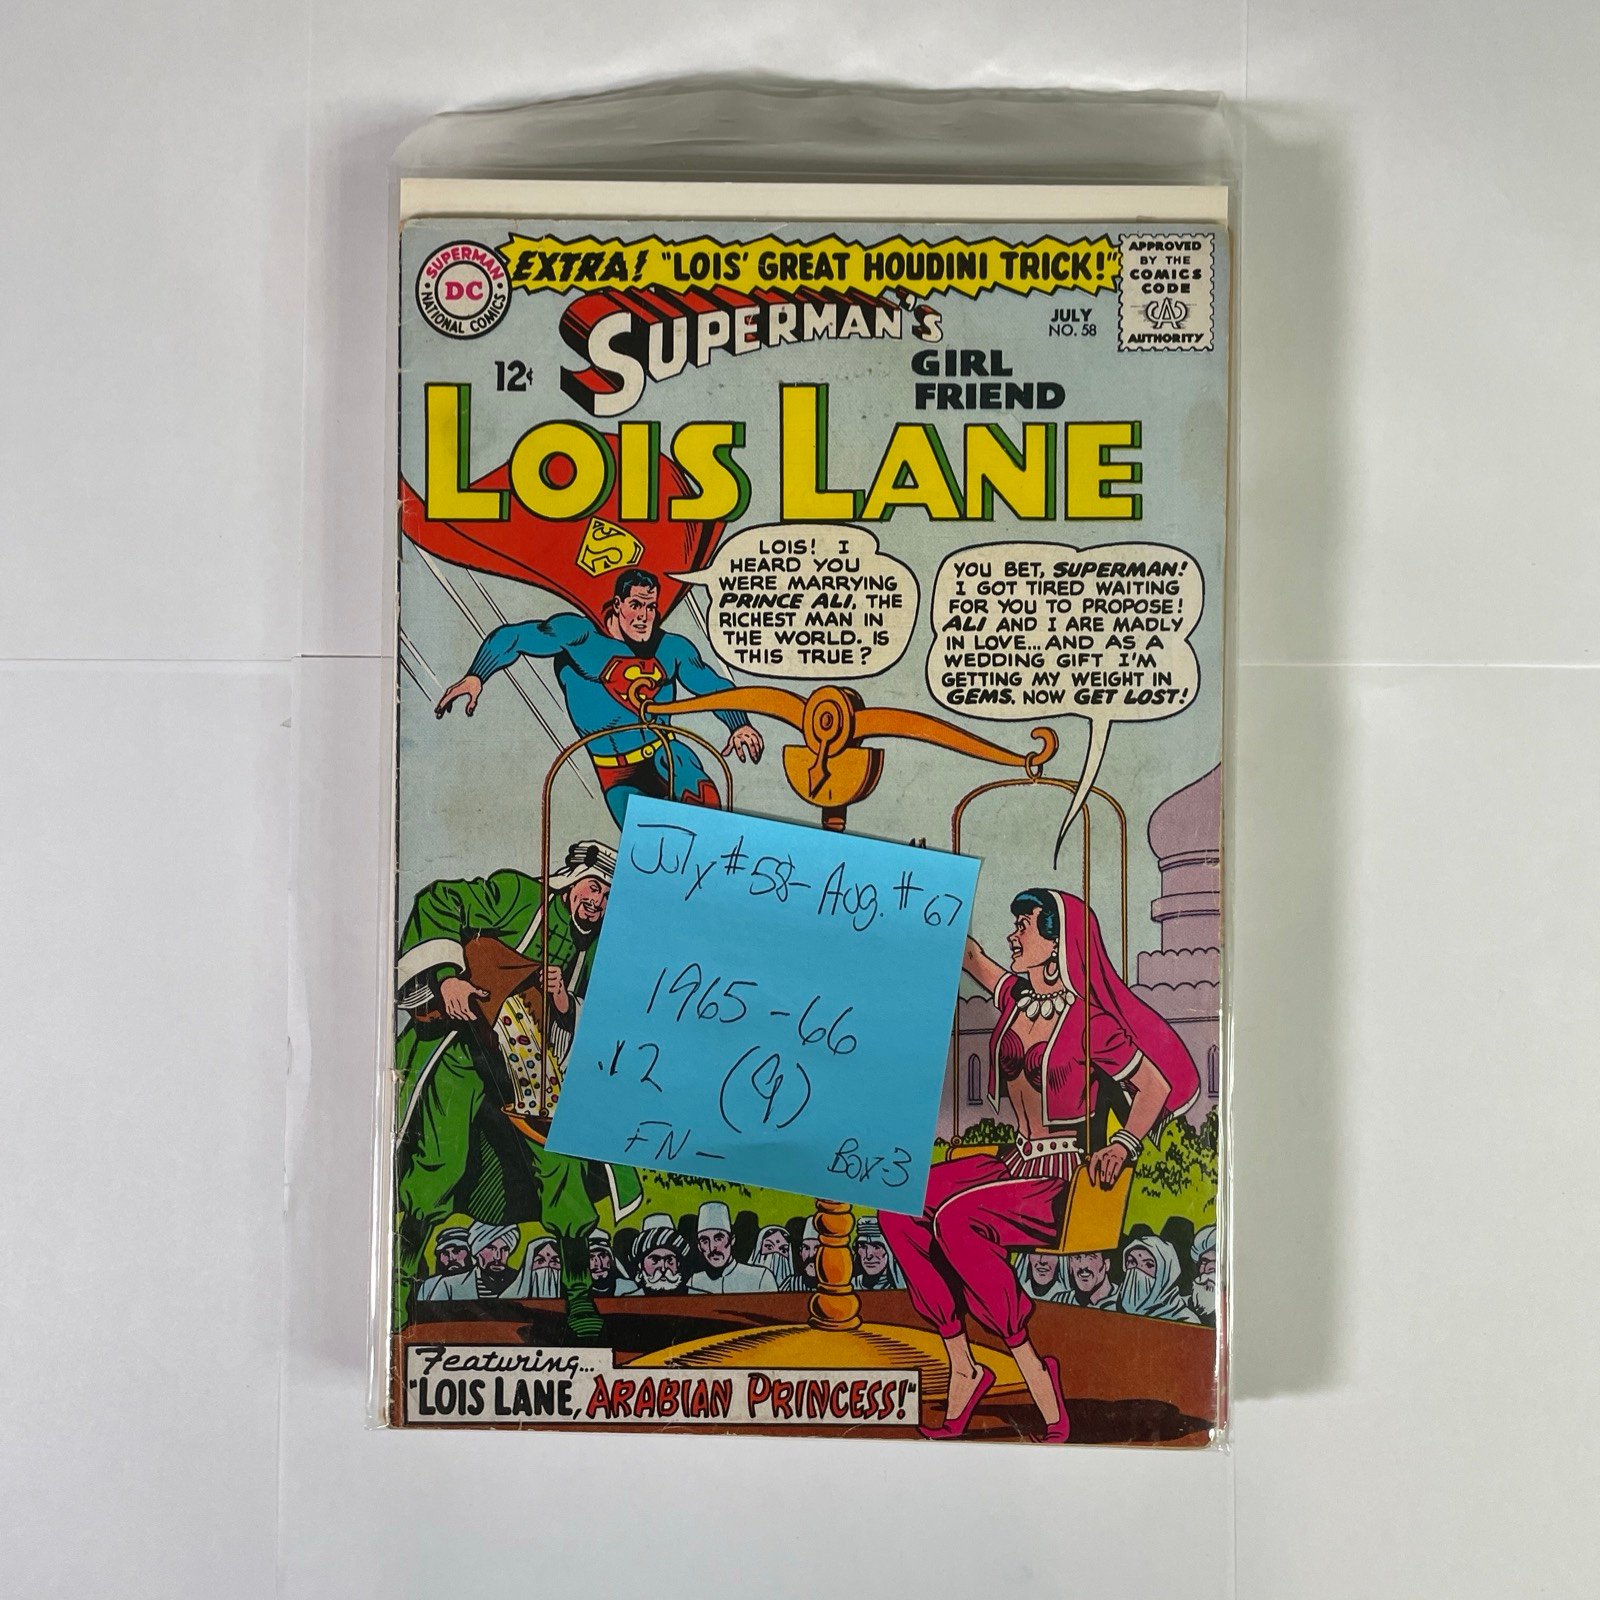 EXTRA! "LOIS' GREAT HOUDINI TRICK!"
SUPERMAN
DC
NATIONAL COMICS
APPROVED
BY THE
COMICS
CODE
CA
AUTHORITY
JULY
NO. 58
12¢
SUPERMAN'S
GIRL
FRIEND
LOIS LANE
S
LOIS! I
HEARD YOU
WERE MARRYING
PRINCE ALI, THE
RICHEST MAN IN
THE WORLD. IS
THIS TRUE?
YOU BET, SUPERMAN!
I GOT TIRED WAITING
FOR YOU TO PROPOSE!
ALI AND I ARE MADLY
IN LOVE... AND AS A
WEDDING GIFT I'M
GETTING MY WEIGHT IN
GEMS. NOW GET LOST!
S
July #58 - Aug. #67
1965-66
.12 (9)
FN -
Box-3
Featuring...
"LOIS LANE, ARABIAN PRINCESS!"